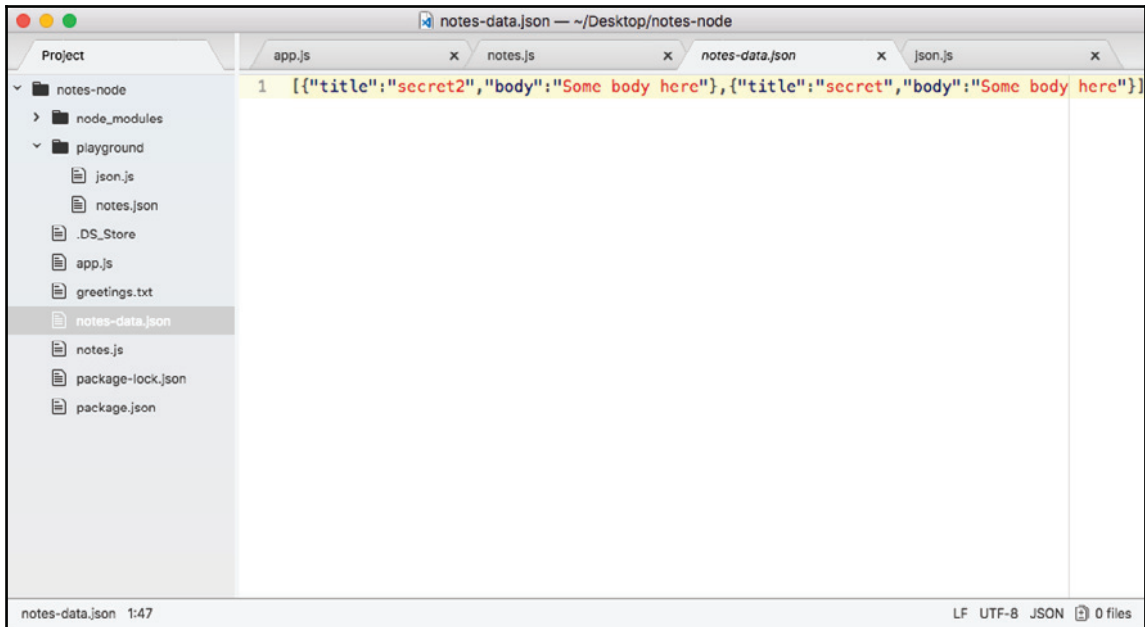 notes-data.json — ~/Desktop/notes-node
Project
app.js
notes.js
notes-data.json
json.js
notes-node
node_modules
playground
json.js
notes.json
.DS_Store
app.js
greetings.txt
notes-data.json
notes.js
package-lock.json
package.json
1 [{"title":"secret2","body":"Some body here"},{"title":"secret","body":"Some body here"}]
notes-data.json 1:47
LF UTF-8 JSON 0 files